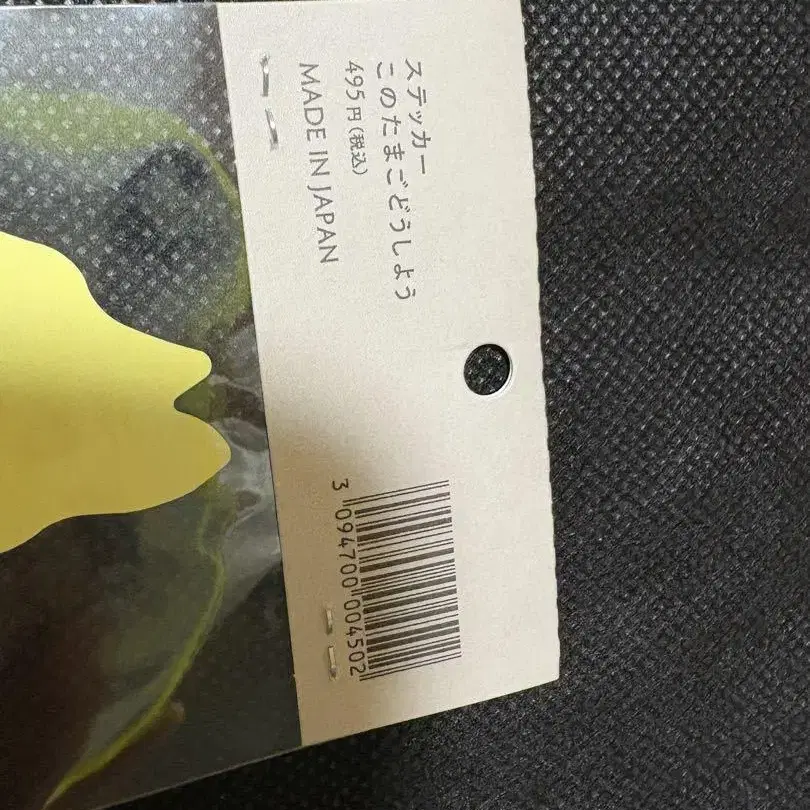 ステッカー
このたまごどうしよう
495円(税込)
MADE IN JAPAN
3 094700 004502